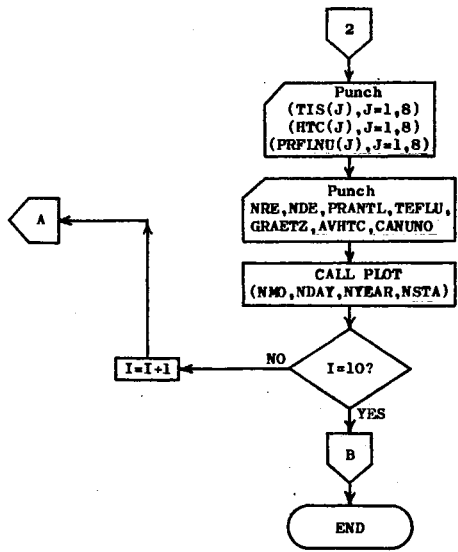 2
Punch
(TIS(J),J=1,8)
(HTC(J),J=1,8)
(PRFLNU(J),J=1,8)
Punch
NRE,NDE,PRANTL,TEFLU,
GRAETZ,AVHTC,CANUNO
A
CALL PLOT
(NMO,NDAY,NYEAR,NSTA)
NO
I=10?
I=I+1
YES
B
END